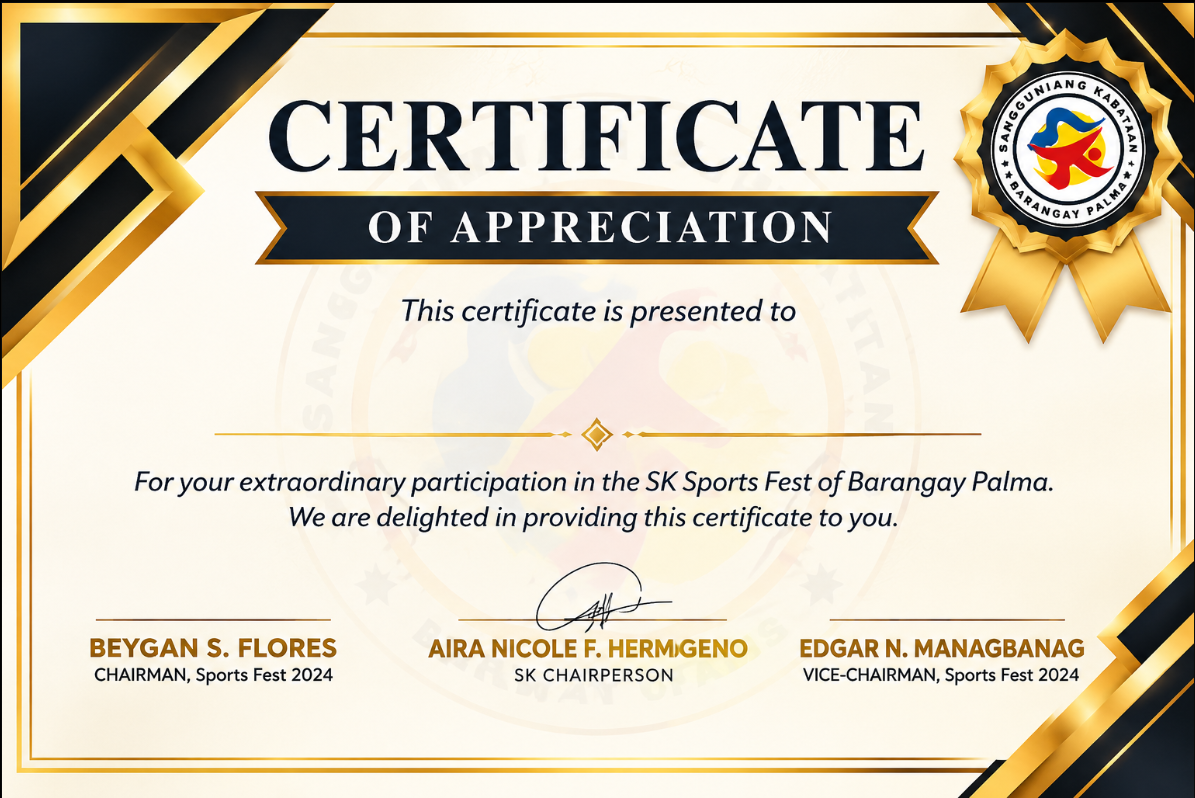 CERTIFICATE
OF APPRECIATION
SANGGUNIANG KABATAAN
BARANGAY PALMA
This certificate is presented to
For your extraordinary participation in the SK Sports Fest of Barangay Palma.
We are delighted in providing this certificate to you.
BEYGAN S. FLORES
CHAIRMAN, Sports Fest 2024
AIRA NICOLE F. HERMOGENO
SK CHAIRPERSON
EDGAR N. MANAGBANAG
VICE-CHAIRMAN, Sports Fest 2024